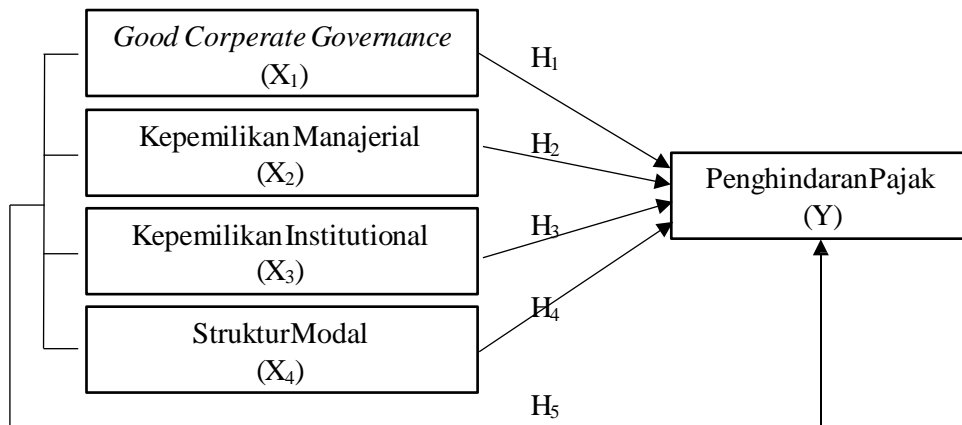 Good Corperate Governance
(X₁)
H₁
Kepemilikan Manajerial
(X₂)
H₂
Kepemilikan Institutional
(X₃)
H₃
Struktur Modal
(X₄)
H₄
Penghindaran Pajak
(Y)
H₅